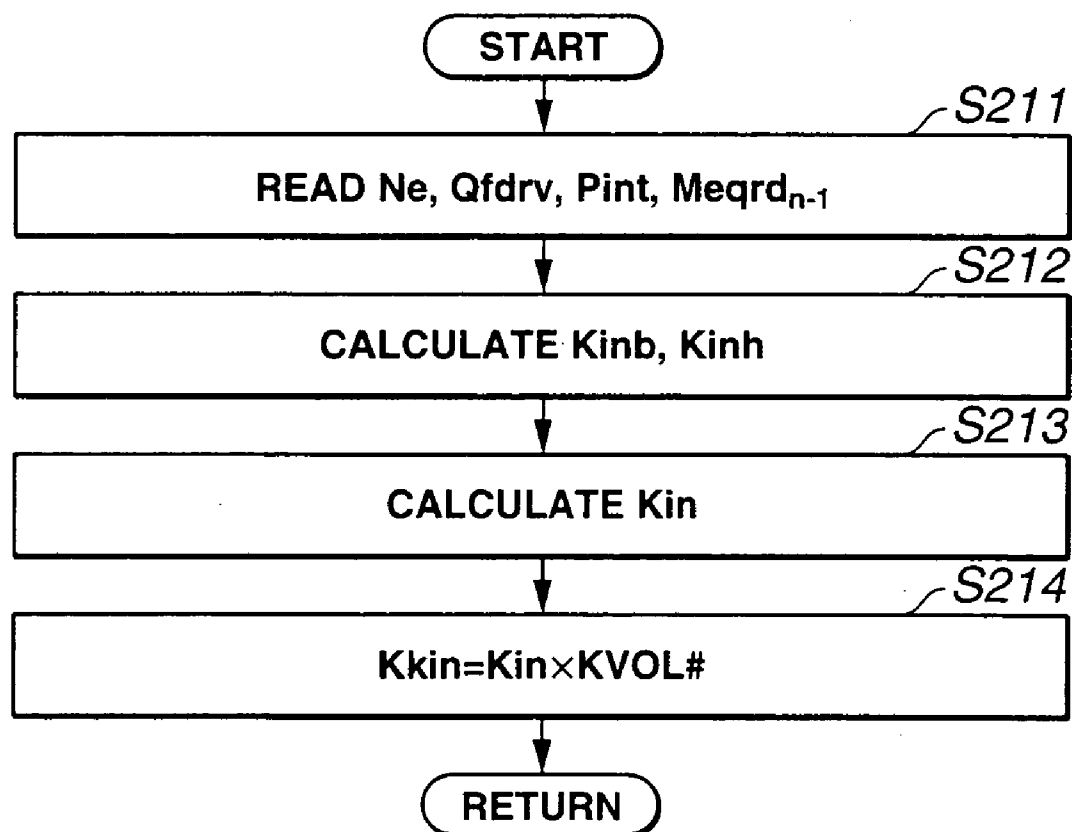 START
S211
READ Ne, Qfdrv, Pint, Meqrdₙ₋₁
S212
CALCULATE Kinb, Kinh
S213
CALCULATE Kin
S214
Kkin=Kin×KVOL#
RETURN